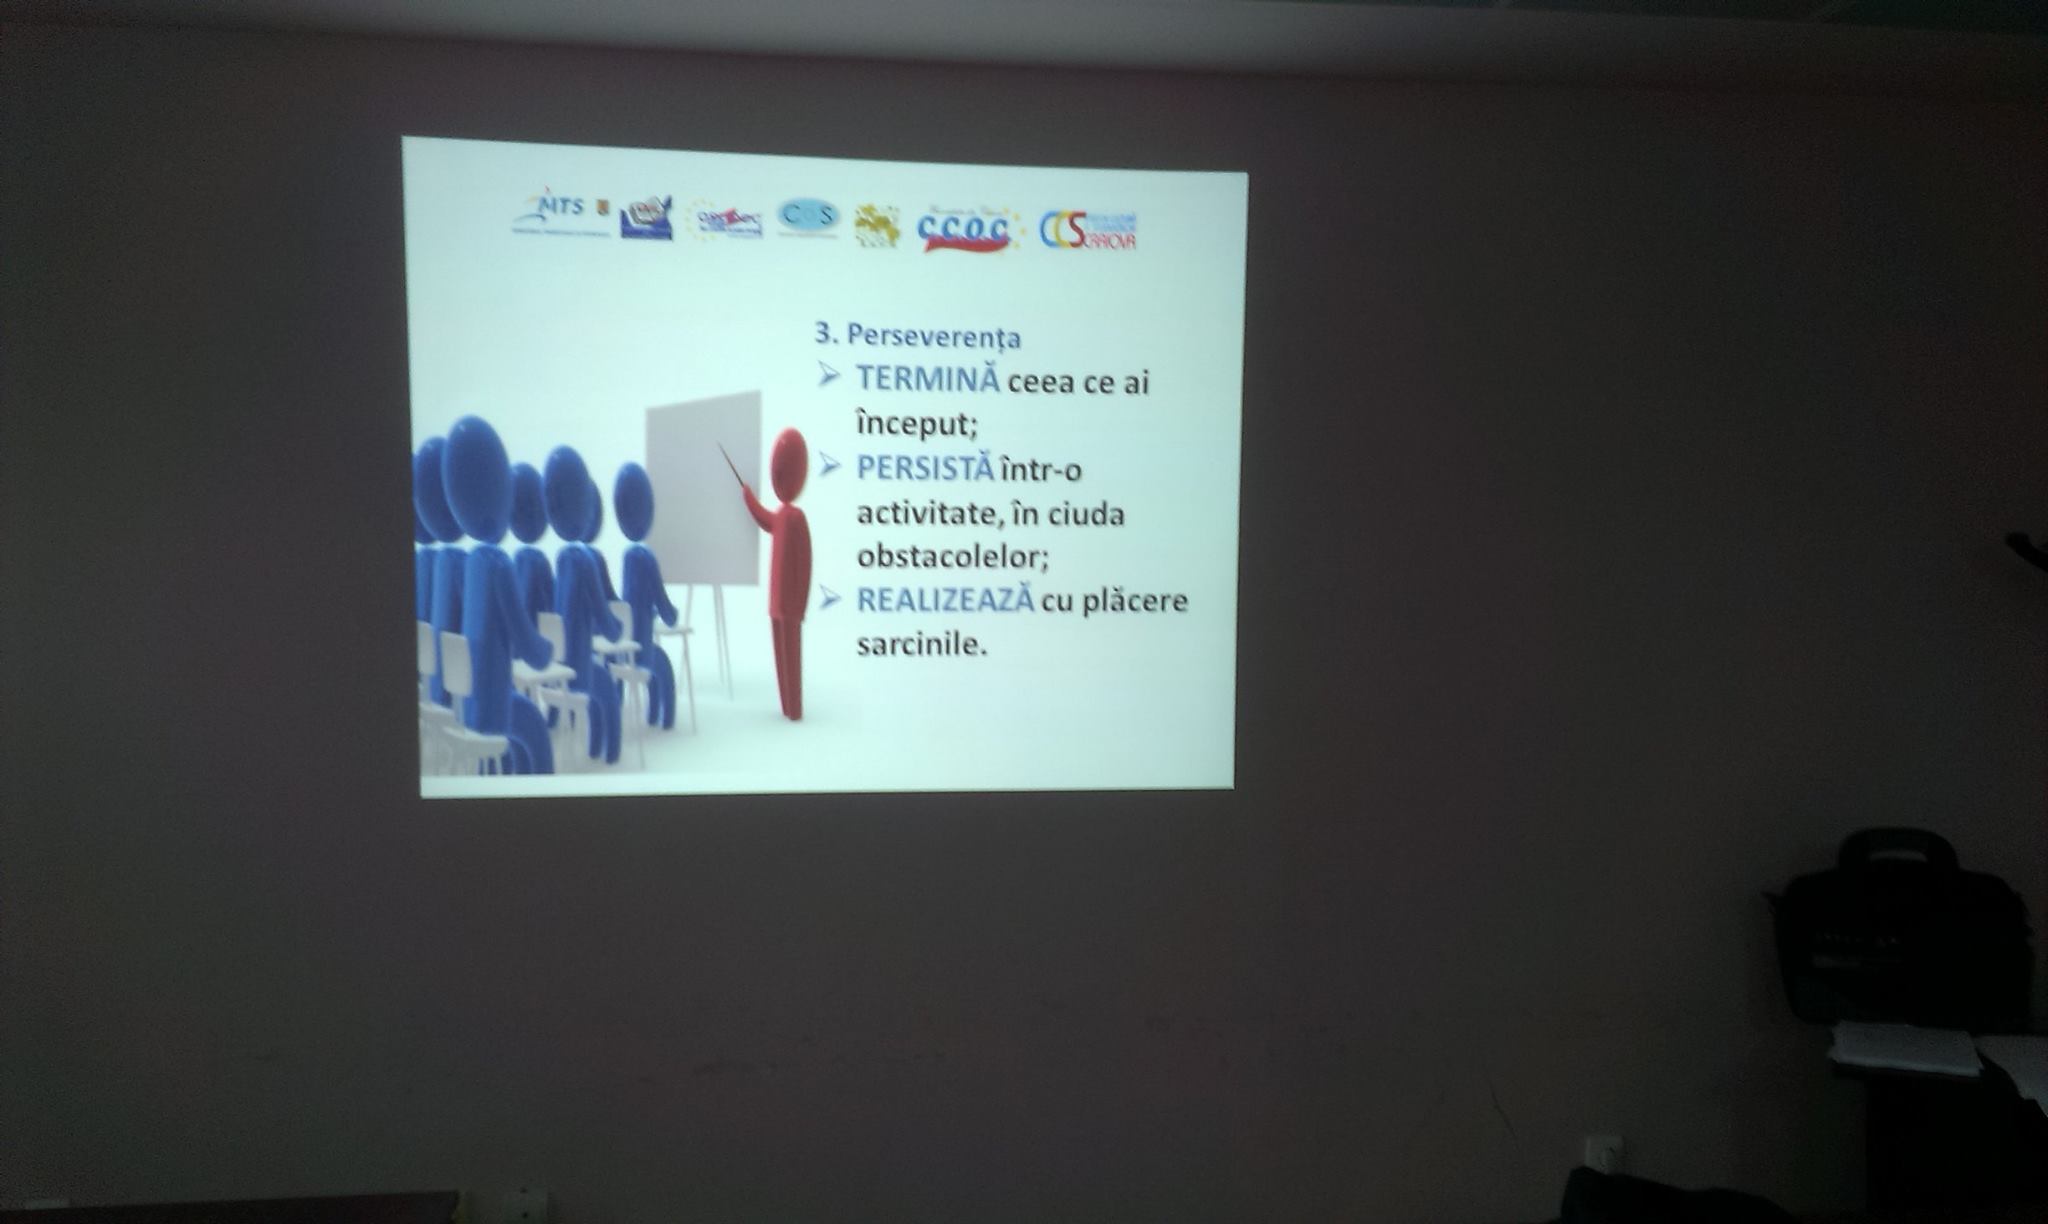 MTS
COS
C.C.O.C
CCS CRAIOVA
3. Perseverența
TERMINĂ ceea ce ai
început;
PERSISTĂ într-o
activitate, în ciuda
obstacolelor;
REALIZEAZĂ cu plăcere
sarcinile.